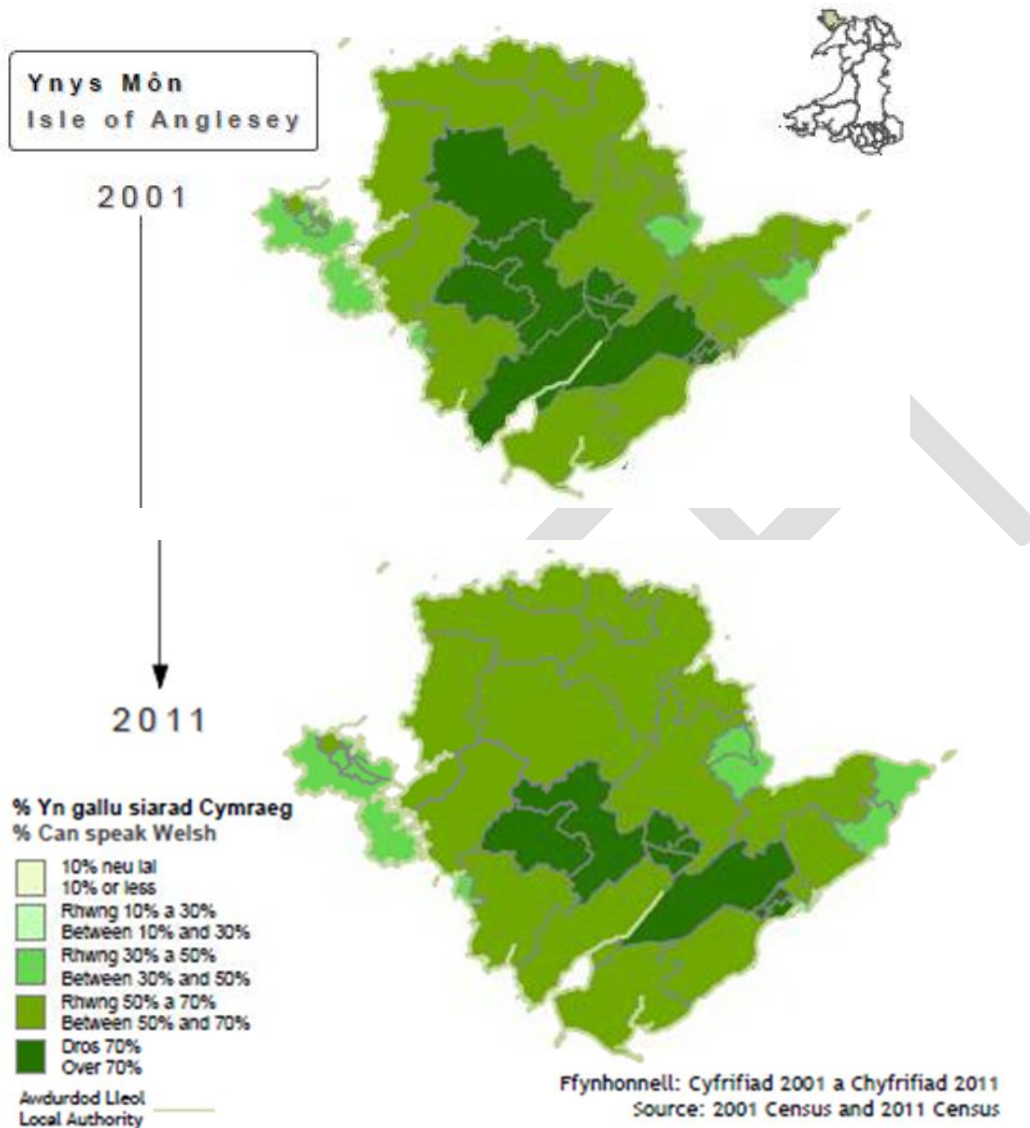 Ynys Môn
Isle of Anglesey
2001
2011
% Yn gallu siarad Cymraeg
% Can speak Welsh
10% neu lai
10% or less
Rhwng 10% a 30%
Between 10% and 30%
Rhwng 30% a 50%
Between 30% and 50%
Rhwng 50% a 70%
Between 50% and 70%
Dros 70%
Over 70%
Awdurdod Lleol
Local Authority
Ffynhonnell: Cyfrifiad 2001 a Chyfrifiad 2011
Source: 2001 Census and 2011 Census